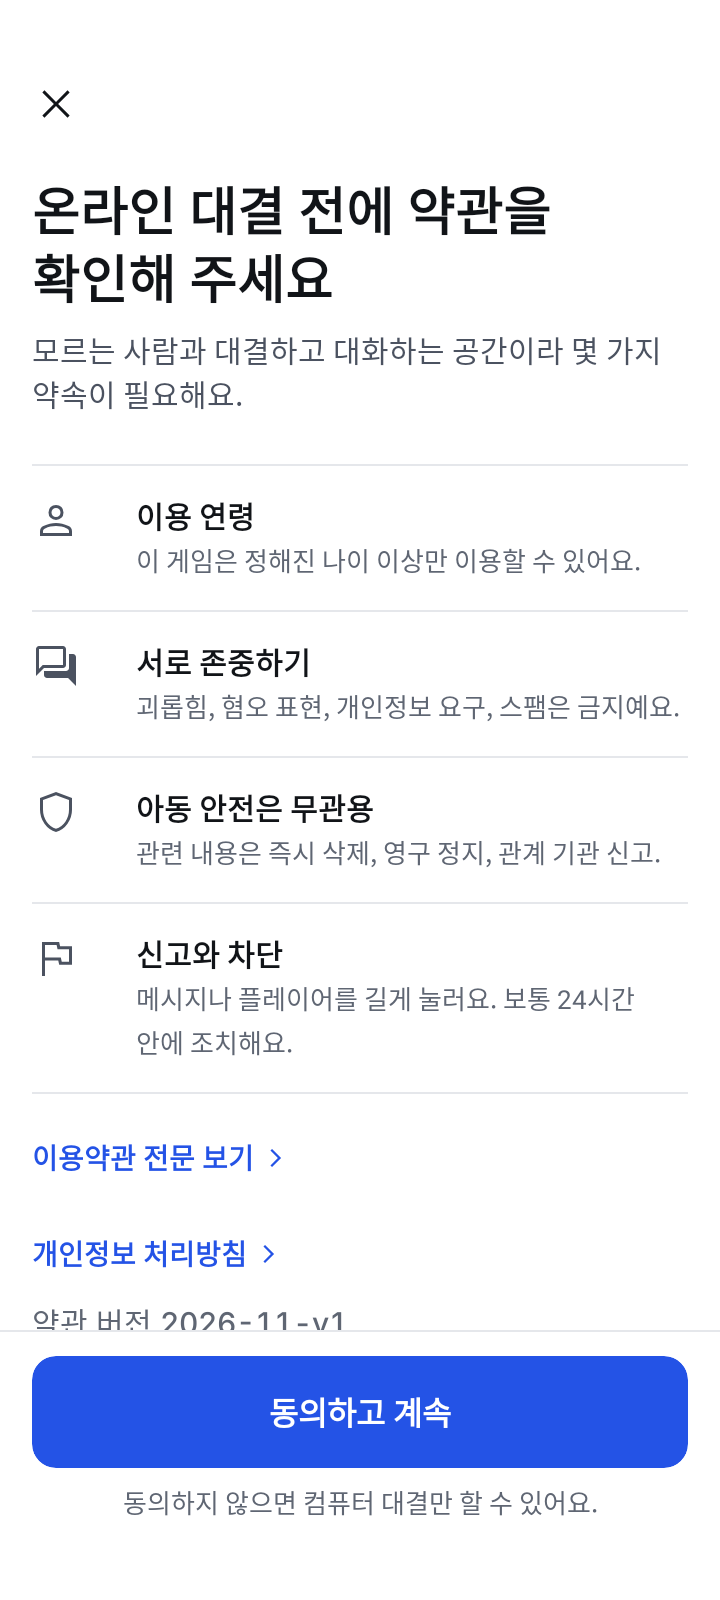 온라인 대결 전에 약관을
확인해 주세요
모르는 사람과 대결하고 대화하는 공간이라 몇 가지
약속이 필요해요.
이용 연령
이 게임은 정해진 나이 이상만 이용할 수 있어요.
서로 존중하기
괴롭힘, 혐오 표현, 개인정보 요구, 스팸은 금지예요.
아동 안전은 무관용
관련 내용은 즉시 삭제, 영구 정지, 관계 기관 신고.
신고와 차단
메시지나 플레이어를 길게 눌러요. 보통 24시간
안에 조치해요.
이용약관 전문 보기
개인정보 처리방침
약관 버전 2026-11-v1
동의하고 계속
동의하지 않으면 컴퓨터 대결만 할 수 있어요.